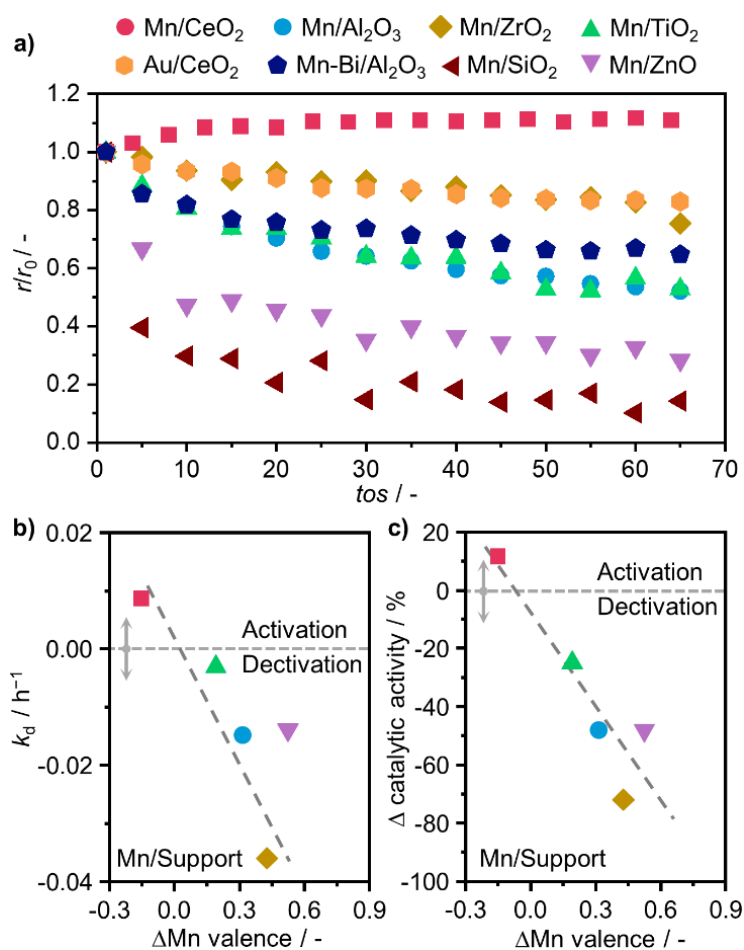 a)
Mn/CeO₂ Mn/Al₂O₃ Mn/ZrO₂ Mn/TiO₂
Au/CeO₂ Mn-Bi/Al₂O₃ Mn/SiO₂ Mn/ZnO
1.2
1.0
0.8
0.6
0.4
0.2
0.0
r/r₀ / -
0 10 20 30 40 50 60 70
tos / -
b)
0.02
0.00
-0.02
-0.04
k_d / h⁻¹
Activation
Dectivation
Mn/Support
-0.3 0.0 0.3 0.6 0.9
ΔMn valence / -
c)
20
0
-20
-40
-60
-80
-100
Δ catalytic activity / %
Activation
Dectivation
Mn/Support
-0.3 0.0 0.3 0.6 0.9
ΔMn valence / -